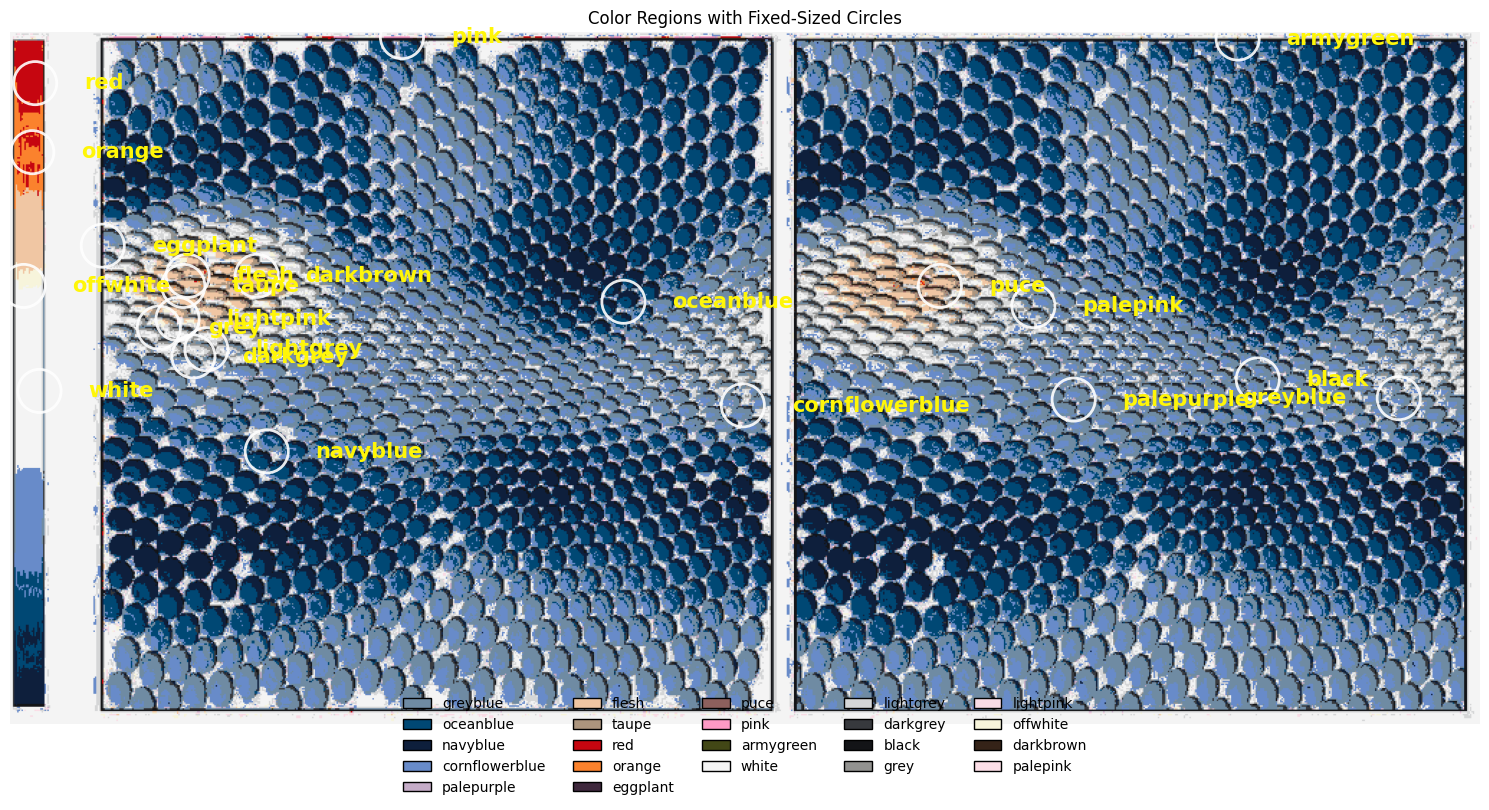 Color Regions with Fixed-Sized Circles
pink
armygreen
red
orange
eggplant
flesh
darkbrown
offwhite
taupe
puce
oceanblue
palepink
lightpink
grey
lightgrey
darkgrey
black
white
palepurple
greyblue
cornflowerblue
navyblue
greyblue flesh puce lightgrey lightpink
oceanblue taupe pink darkgrey offwhite
navyblue red armygreen black darkbrown
cornflowerblue orange white grey palepink
palepurple eggplant